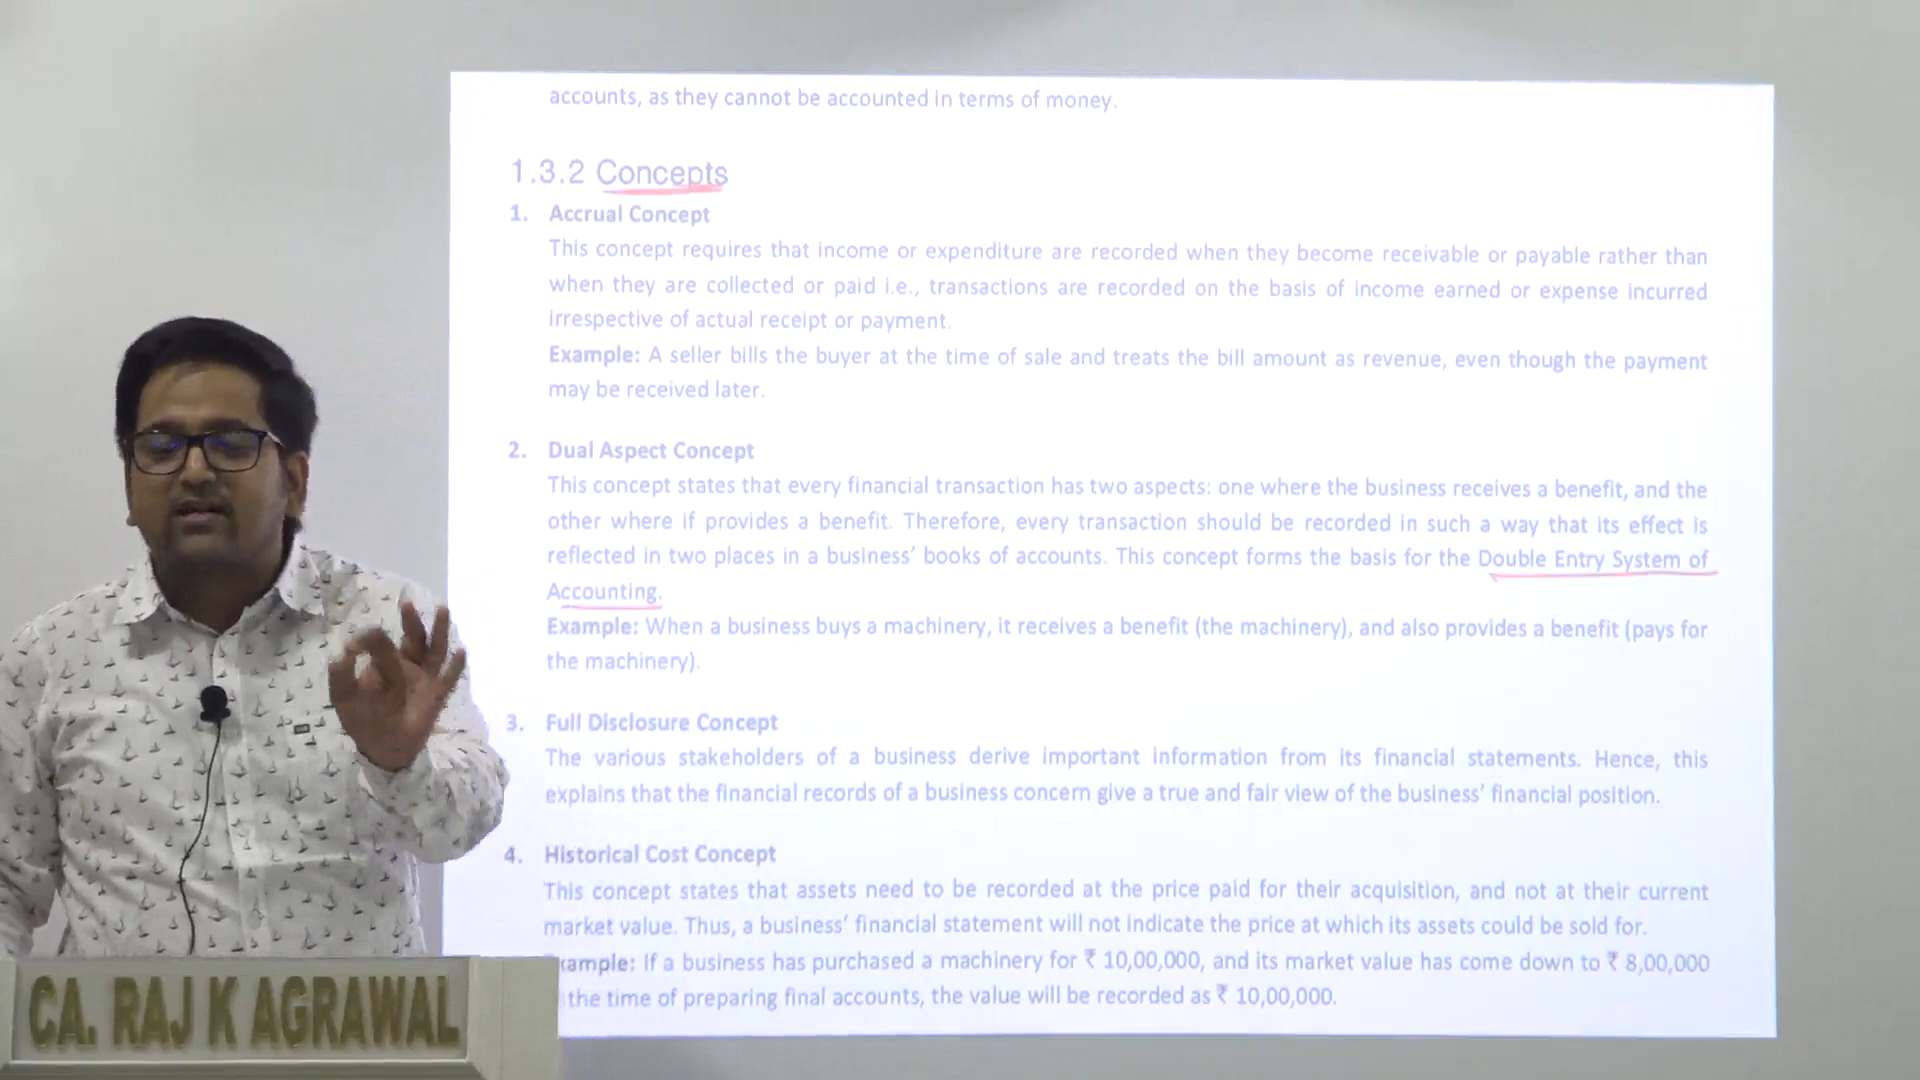 accounts, as they cannot be accounted in terms of money.
1.3.2 Concepts
1. Accrual Concept
This concept requires that income or expenditure are recorded when they become receivable or payable rather than
when they are collected or paid i.e., transactions are recorded on the basis of income earned or expense incurred
irrespective of actual receipt or payment.
Example: A seller bills the buyer at the time of sale and treats the bill amount as revenue, even though the payment
may be received later.
2. Dual Aspect Concept
This concept states that every financial transaction has two aspects: one where the business receives a benefit, and the
other where if provides a benefit. Therefore, every transaction should be recorded in such a way that its effect is
reflected in two places in a business’ books of accounts. This concept forms the basis for the Double Entry System of
Accounting.
Example: When a business buys a machinery, it receives a benefit (the machinery), and also provides a benefit (pays for
the machinery).
3. Full Disclosure Concept
The various stakeholders of a business derive important information from its financial statements. Hence, this
explains that the financial records of a business concern give a true and fair view of the business’ financial position.
4. Historical Cost Concept
This concept states that assets need to be recorded at the price paid for their acquisition, and not at their current
market value. Thus, a business’ financial statement will not indicate the price at which its assets could be sold for.
ample: If a business has purchased a machinery for ₹ 10,00,000, and its market value has come down to ₹ 8,00,000
the time of preparing final accounts, the value will be recorded as ₹ 10,00,000.
CA. RAJ K AGRAWAL